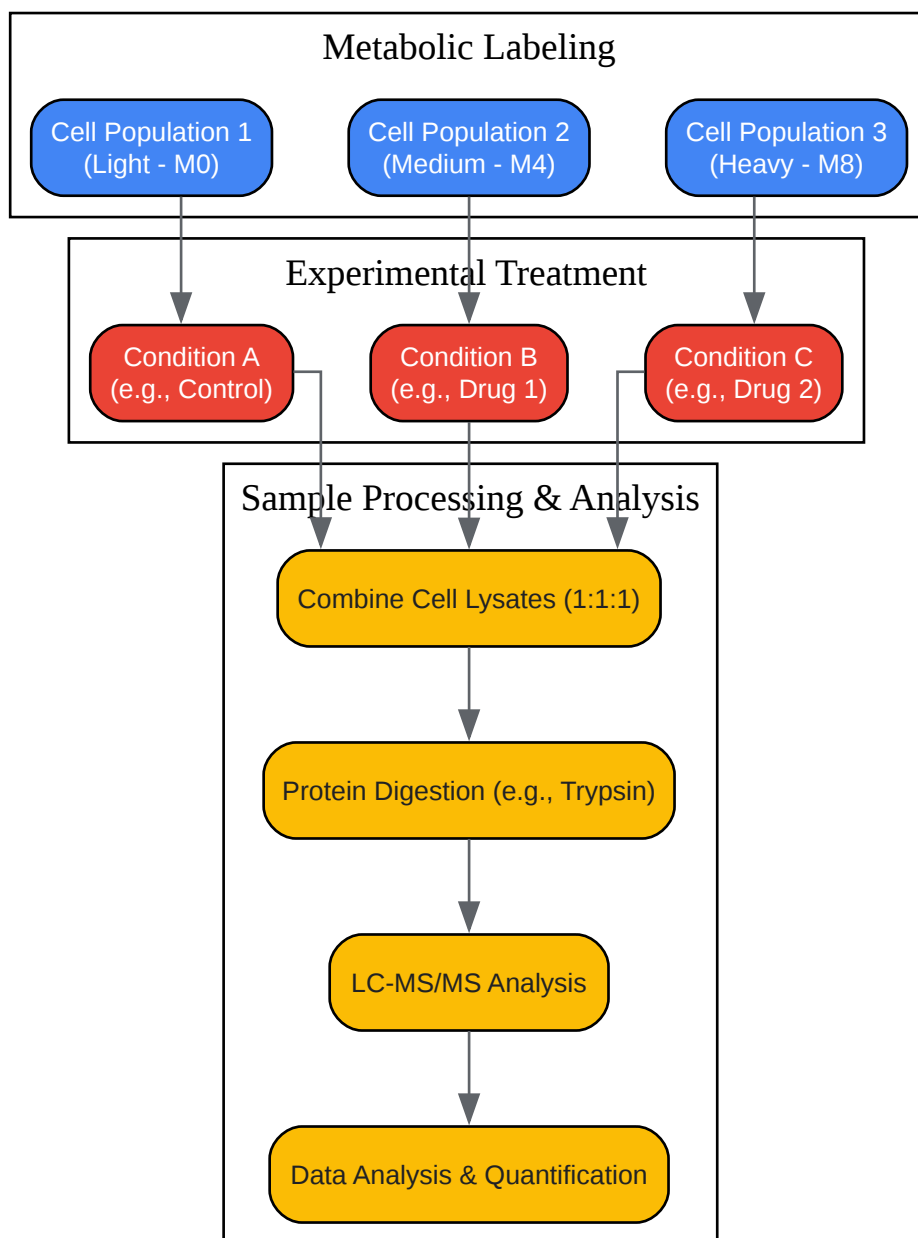 Metabolic Labeling
Cell Population 1
(Light - M0)
Cell Population 2
(Medium - M4)
Cell Population 3
(Heavy - M8)
Experimental Treatment
Condition A
(e.g., Control)
Condition B
(e.g., Drug 1)
Condition C
(e.g., Drug 2)
Sample Processing & Analysis
Combine Cell Lysates (1:1:1)
Protein Digestion (e.g., Trypsin)
LC-MS/MS Analysis
Data Analysis & Quantification